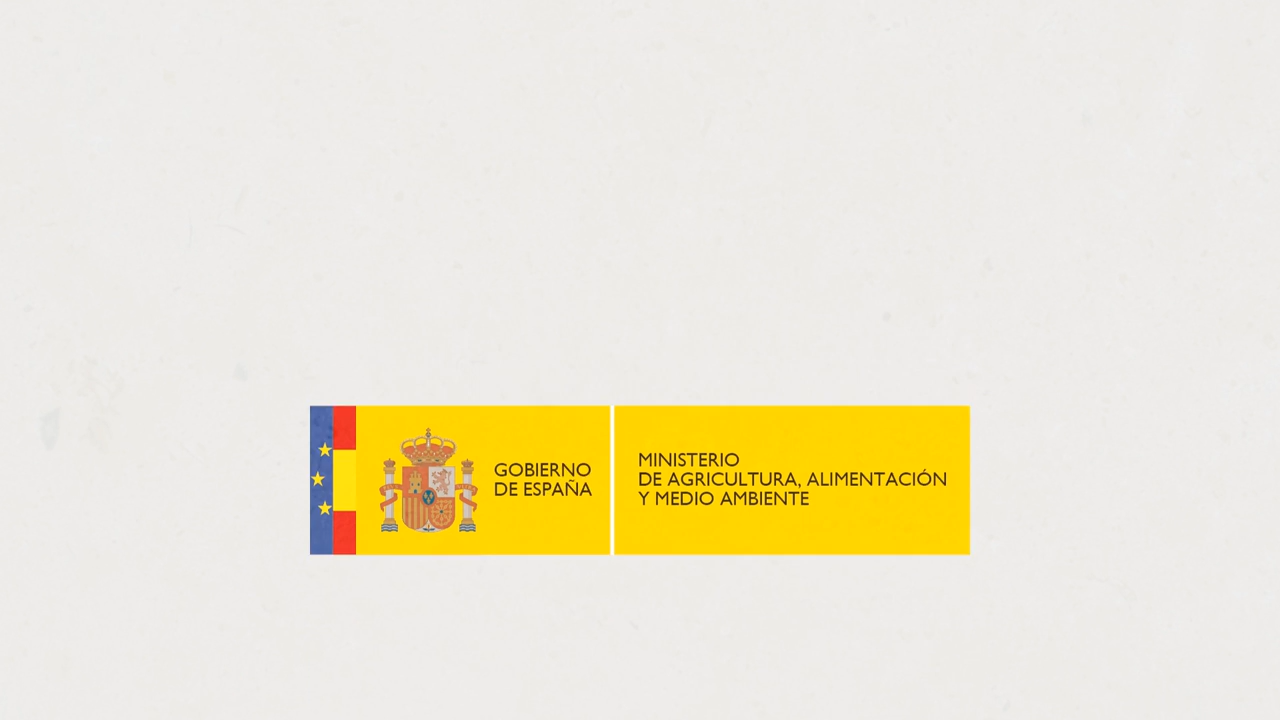 GOBIERNO
DE ESPAÑA
MINISTERIO
DE AGRICULTURA, ALIMENTACIÓN
Y MEDIO AMBIENTE